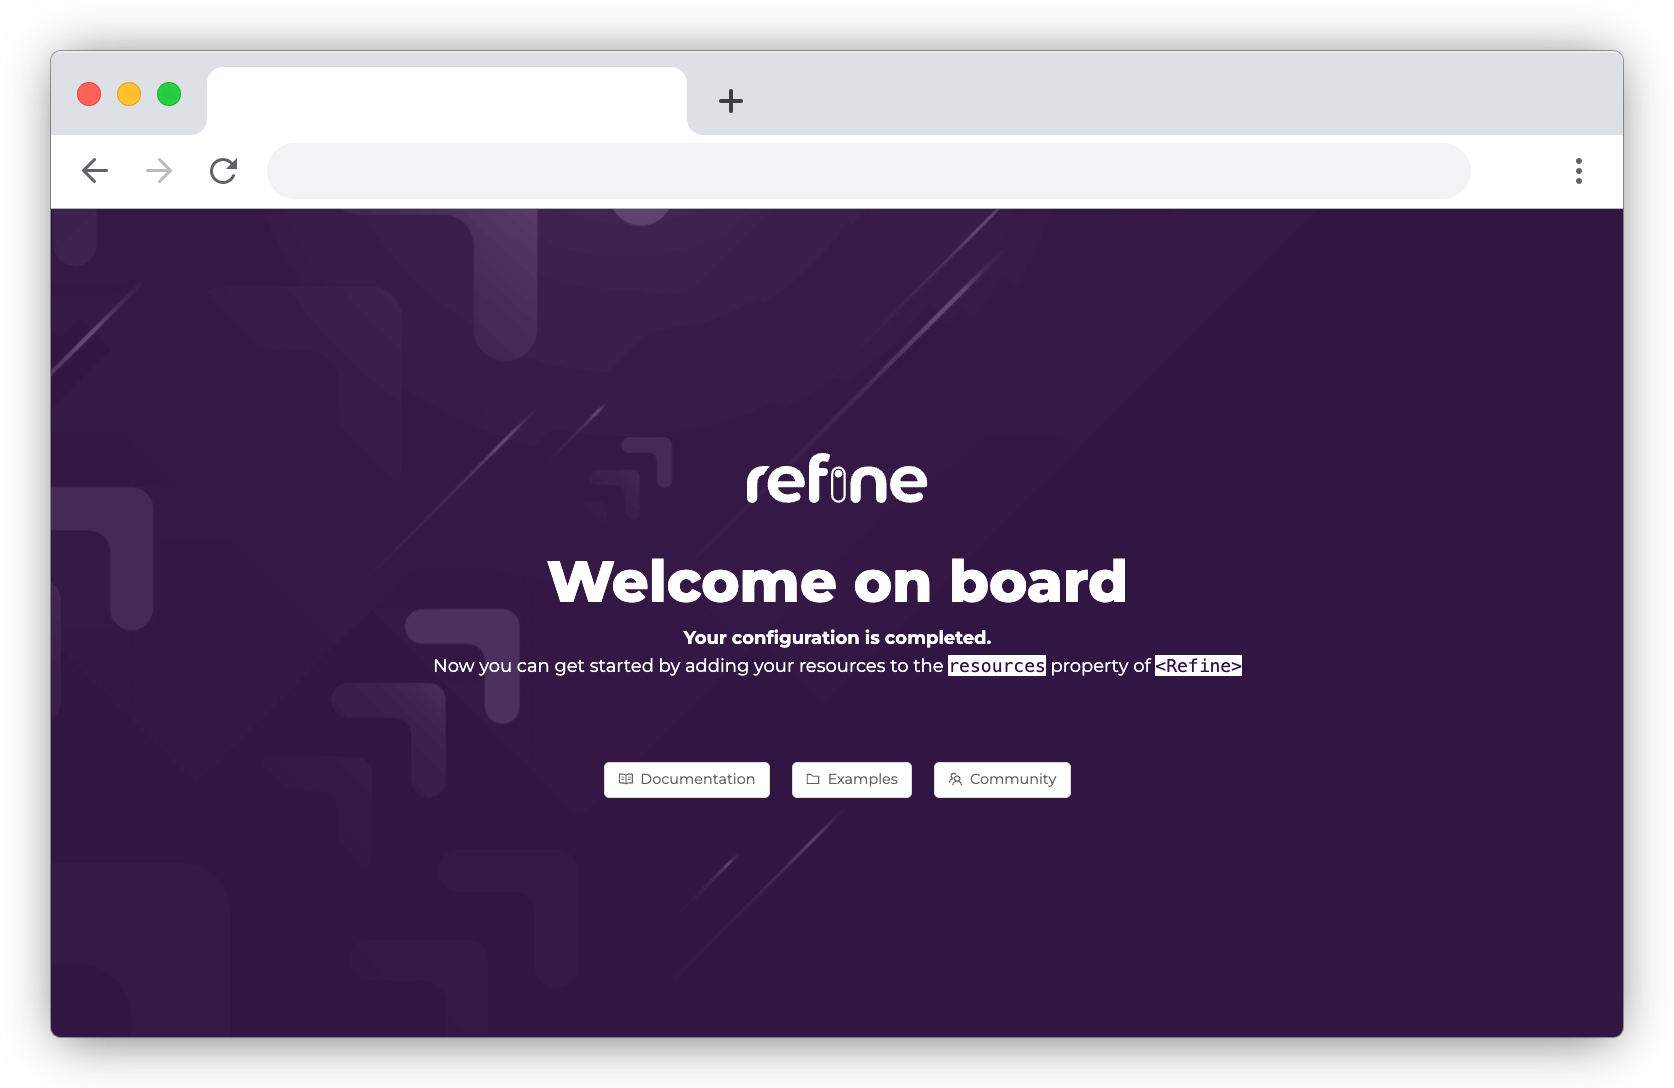 refine
Welcome on board
Your configuration is completed.
Now you can get started by adding your resources to the resources property of <Refine>
Documentation Examples Community